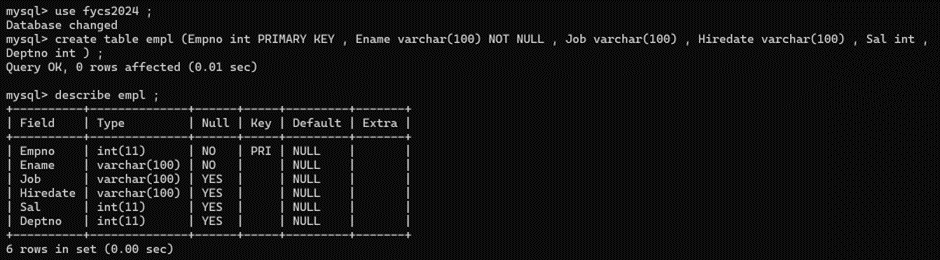 mysql> use fycs2024 ;
Database changed
mysql> create table empl (Empno int PRIMARY KEY , Ename varchar(100) NOT NULL , Job varchar(100) , Hiredate varchar(100) , Sal int ,
Deptno int ) ;
Query OK, 0 rows affected (0.01 sec)

mysql> describe empl ;
+----------+--------------+------+-----+---------+-------+
| Field    | Type         | Null | Key | Default | Extra |
+----------+--------------+------+-----+---------+-------+
| Empno    | int(11)      | NO   | PRI | NULL    |       |
| Ename    | varchar(100) | NO   |     | NULL    |       |
| Job      | varchar(100) | YES  |     | NULL    |       |
| Hiredate | varchar(100) | YES  |     | NULL    |       |
| Sal      | int(11)      | YES  |     | NULL    |       |
| Deptno   | int(11)      | YES  |     | NULL    |       |
+----------+--------------+------+-----+---------+-------+
6 rows in set (0.00 sec)